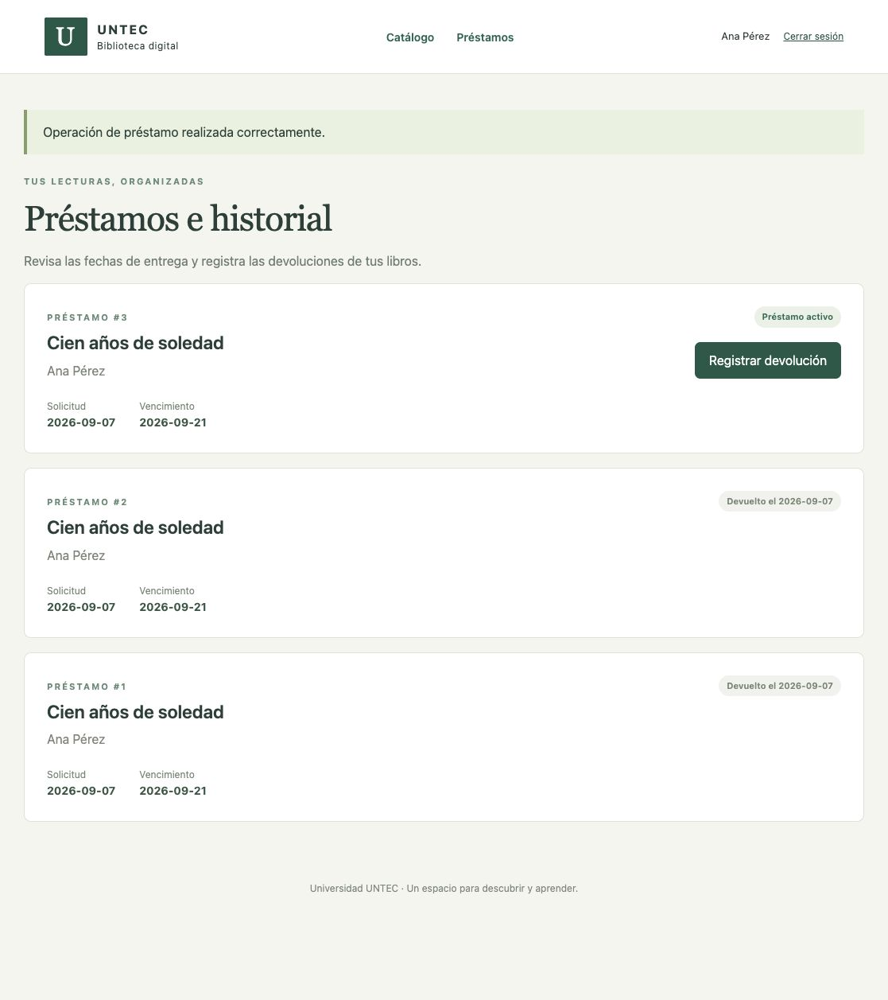 U
UNTEC
Biblioteca digital
Catálogo
Préstamos
Ana Pérez
Cerrar sesión
Operación de préstamo realizada correctamente.
TUS LECTURAS, ORGANIZADAS
Préstamos e historial
Revisa las fechas de entrega y registra las devoluciones de tus libros.
PRÉSTAMO #3
Préstamo activo
Cien años de soledad
Registrar devolución
Ana Pérez
Solicitud
Vencimiento
2026-09-07
2026-09-21
PRÉSTAMO #2
Devuelto el 2026-09-07
Cien años de soledad
Ana Pérez
Solicitud
Vencimiento
2026-09-07
2026-09-21
PRÉSTAMO #1
Devuelto el 2026-09-07
Cien años de soledad
Ana Pérez
Solicitud
Vencimiento
2026-09-07
2026-09-21
Universidad UNTEC · Un espacio para descubrir y aprender.